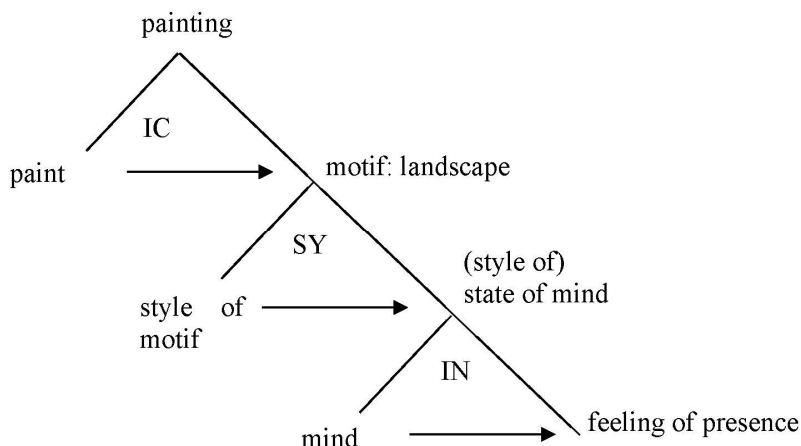 painting
IC
paint
motif: landscape
SY
(style of)
state of mind
style of
motif
IN
mind
feeling of presence